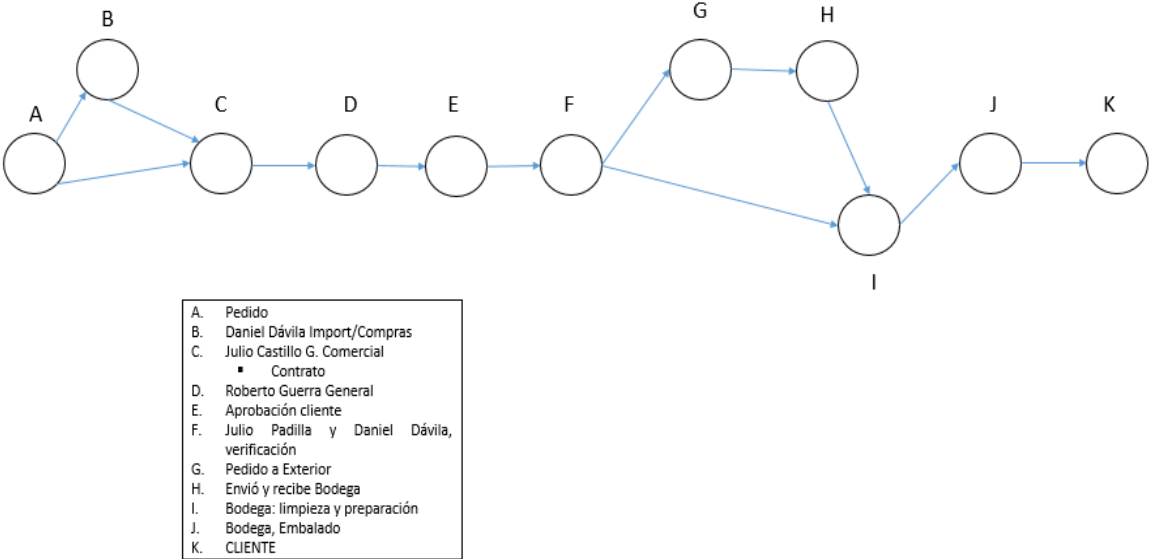 B
G
H
A
C
D
E
F
J
K
I
A. Pedido
B. Daniel Dávila Import/Compras
C. Julio Castillo G. Comercial
▪ Contrato
D. Roberto Guerra General
E. Aprobación cliente
F. Julio Padilla y Daniel Dávila,
verificación
G. Pedido a Exterior
H. Envió y recibe Bodega
I. Bodega: limpieza y preparación
J. Bodega, Embalado
K. CLIENTE